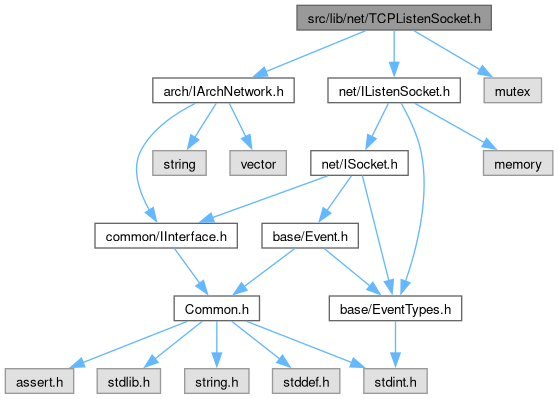 src/lib/net/TCPListenSocket.h
arch/IArchNetwork.h
net/IListenSocket.h
mutex
string
vector
net/ISocket.h
memory
common/IInterface.h
base/Event.h
Common.h
base/EventTypes.h
assert.h
stdlib.h
string.h
stddef.h
stdint.h